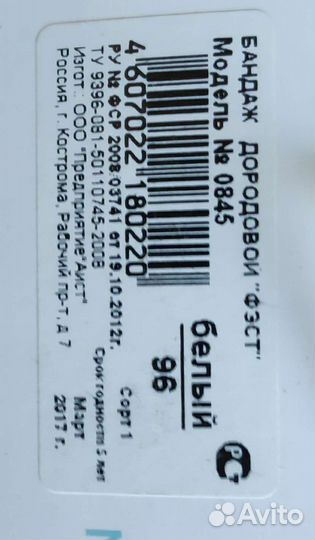 БАНДАЖ ДОРОДОВОЙ "ФЭСТ"
Модель № 0845
4 607022 180220
белый
96
РСТ
Сорт 1
Срок годности 5 лет
Март
2017 г.
РУ № ФСР 2008/03741 от 19.10.2012г.
ТУ 9396-081-50110745-2008
Изгот.: ООО "Предприятие"Аист"
Россия, г. Кострома, Рабочий пр-т, д 7
Avito